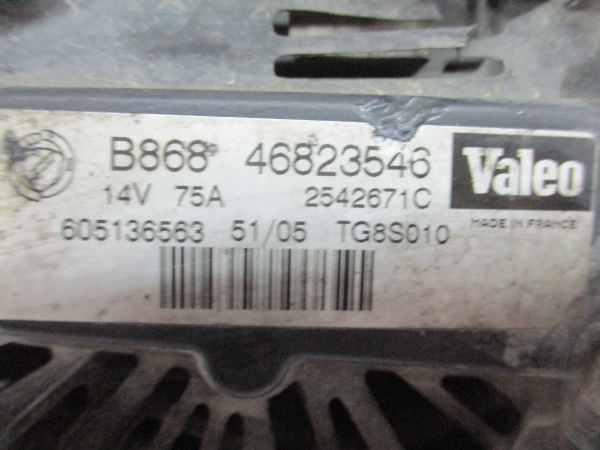 B868 46823546
Valeo
14V 75A 2542671C
MADE IN FRANCE
605136563 51/05 TG8S010